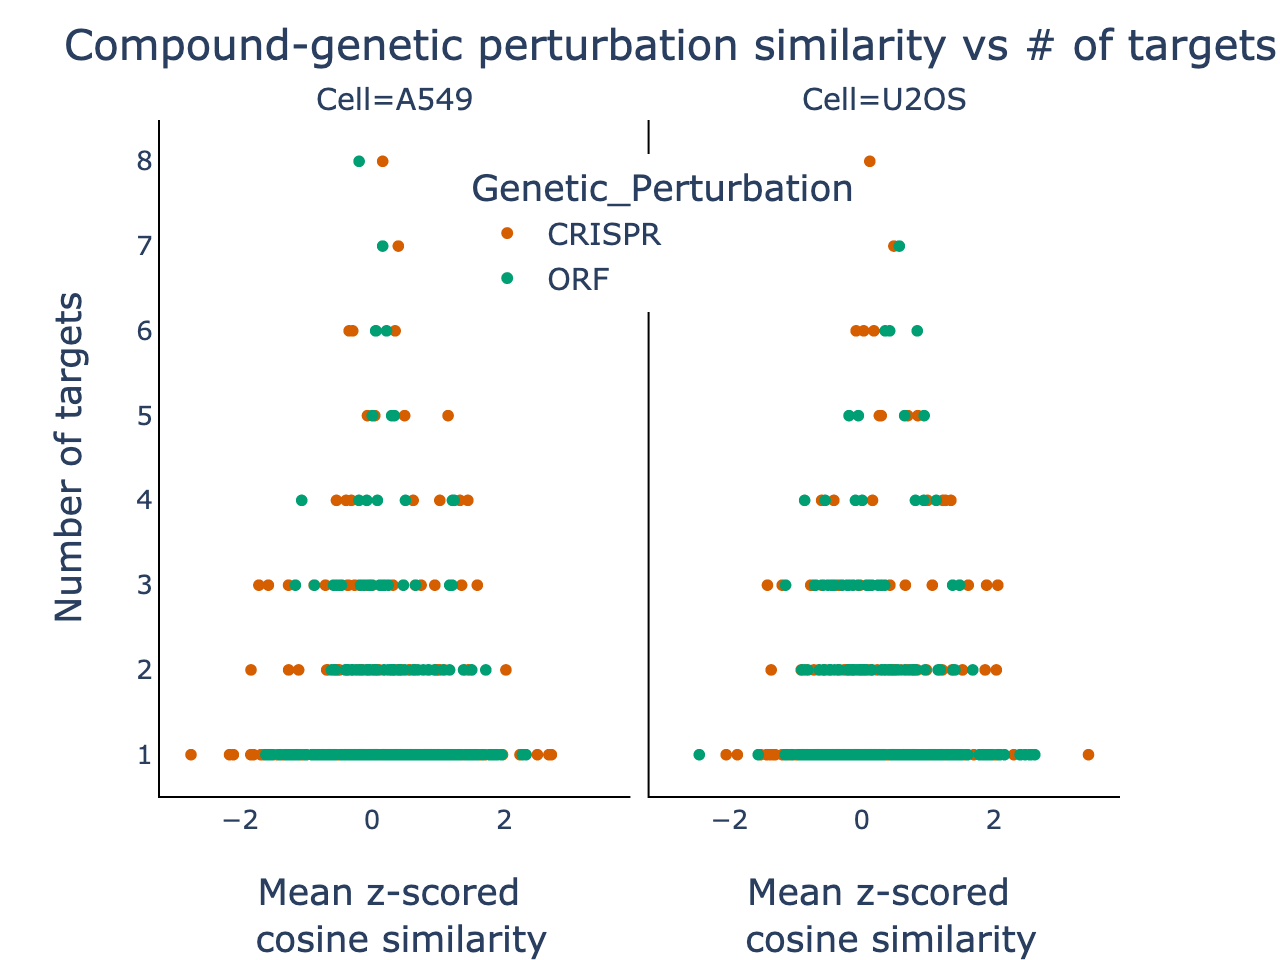 Compound-genetic perturbation similarity vs # of targets
Cell=A549
Cell=U2OS
Genetic_Perturbation
CRISPR
ORF
Number of targets
8
7
6
5
4
3
2
1
−2 0 2
−2 0 2
Mean z-scored
cosine similarity
Mean z-scored
cosine similarity